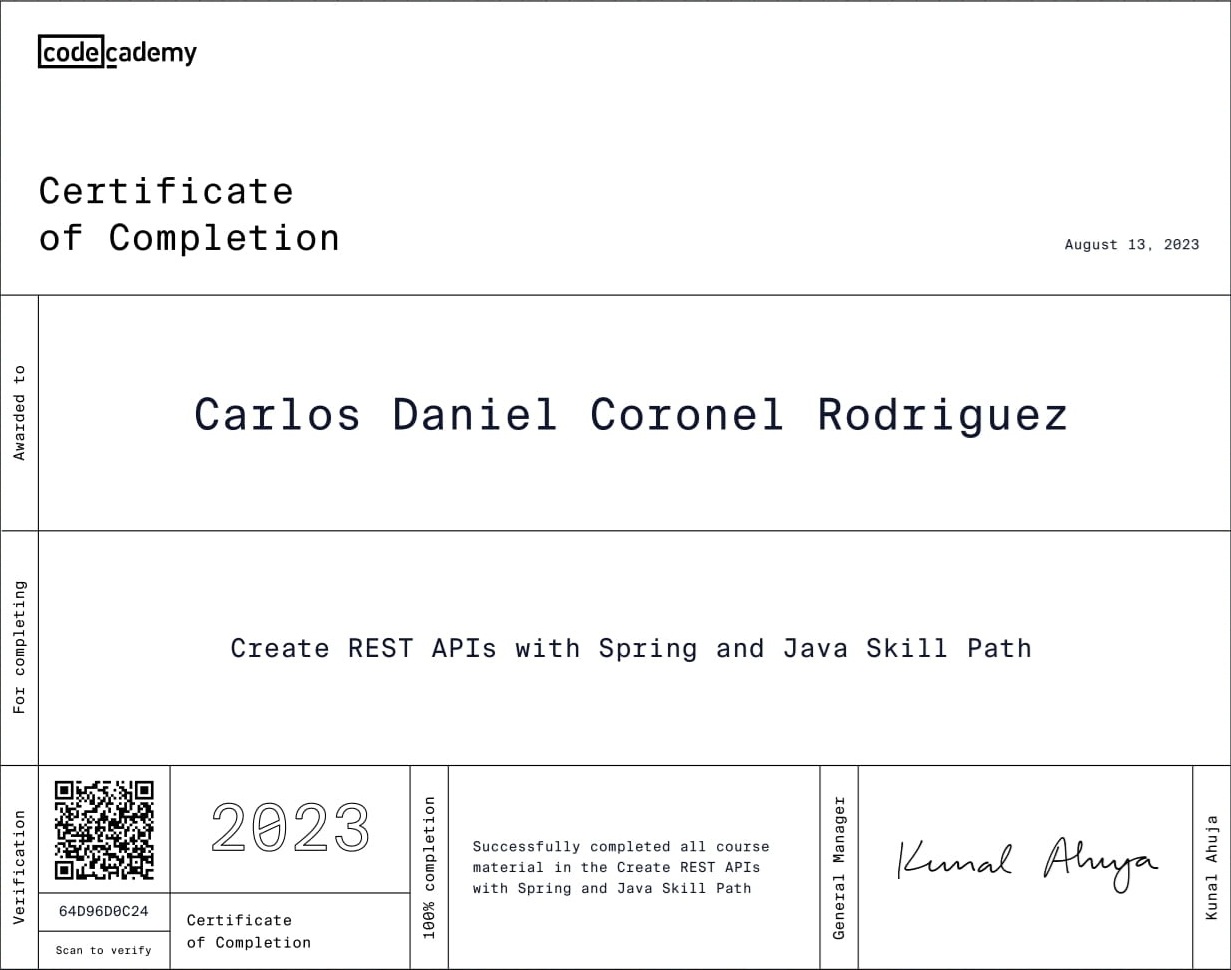 codecademy
Certificate
of Completion
August 13, 2023
Awarded to
Carlos Daniel Coronel Rodriguez
For completing
Create REST APIs with Spring and Java Skill Path
Verification
64D96D0C24
Scan to verify
2023
Certificate
of Completion
100% completion
Successfully completed all course
material in the Create REST APIs
with Spring and Java Skill Path
General Manager
Kunal Ahuja
Kunal Ahuja